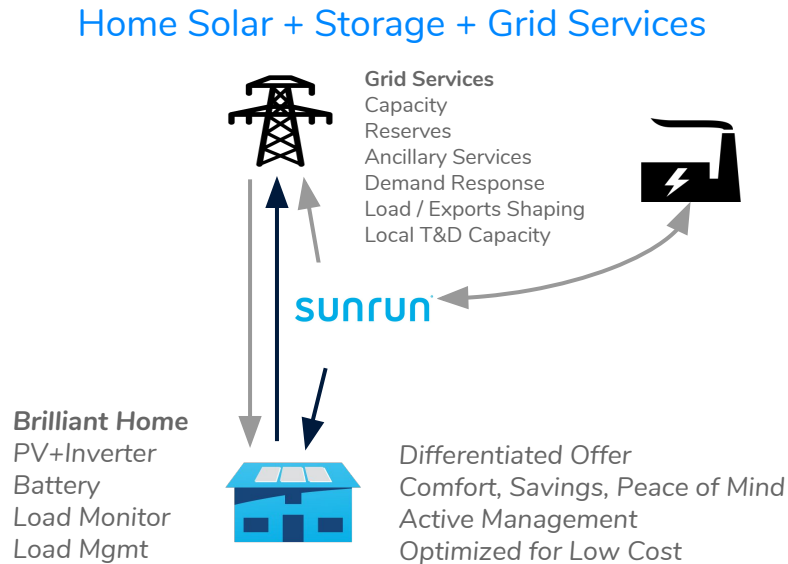 Home Solar + Storage + Grid Services
Grid Services
Capacity
Reserves
Ancillary Services
Demand Response
Load / Exports Shaping
Local T&D Capacity
sunrun
Brilliant Home
PV+Inverter
Battery
Load Monitor
Load Mgmt
Differentiated Offer
Comfort, Savings, Peace of Mind
Active Management
Optimized for Low Cost